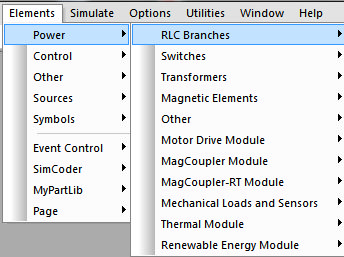 Elements Simulate Options Utilities Window Help
Power
Control
Other
Sources
Symbols
Event Control
SimCoder
MyPartLib
Page
RLC Branches
Switches
Transformers
Magnetic Elements
Other
Motor Drive Module
MagCoupler Module
MagCoupler-RT Module
Mechanical Loads and Sensors
Thermal Module
Renewable Energy Module